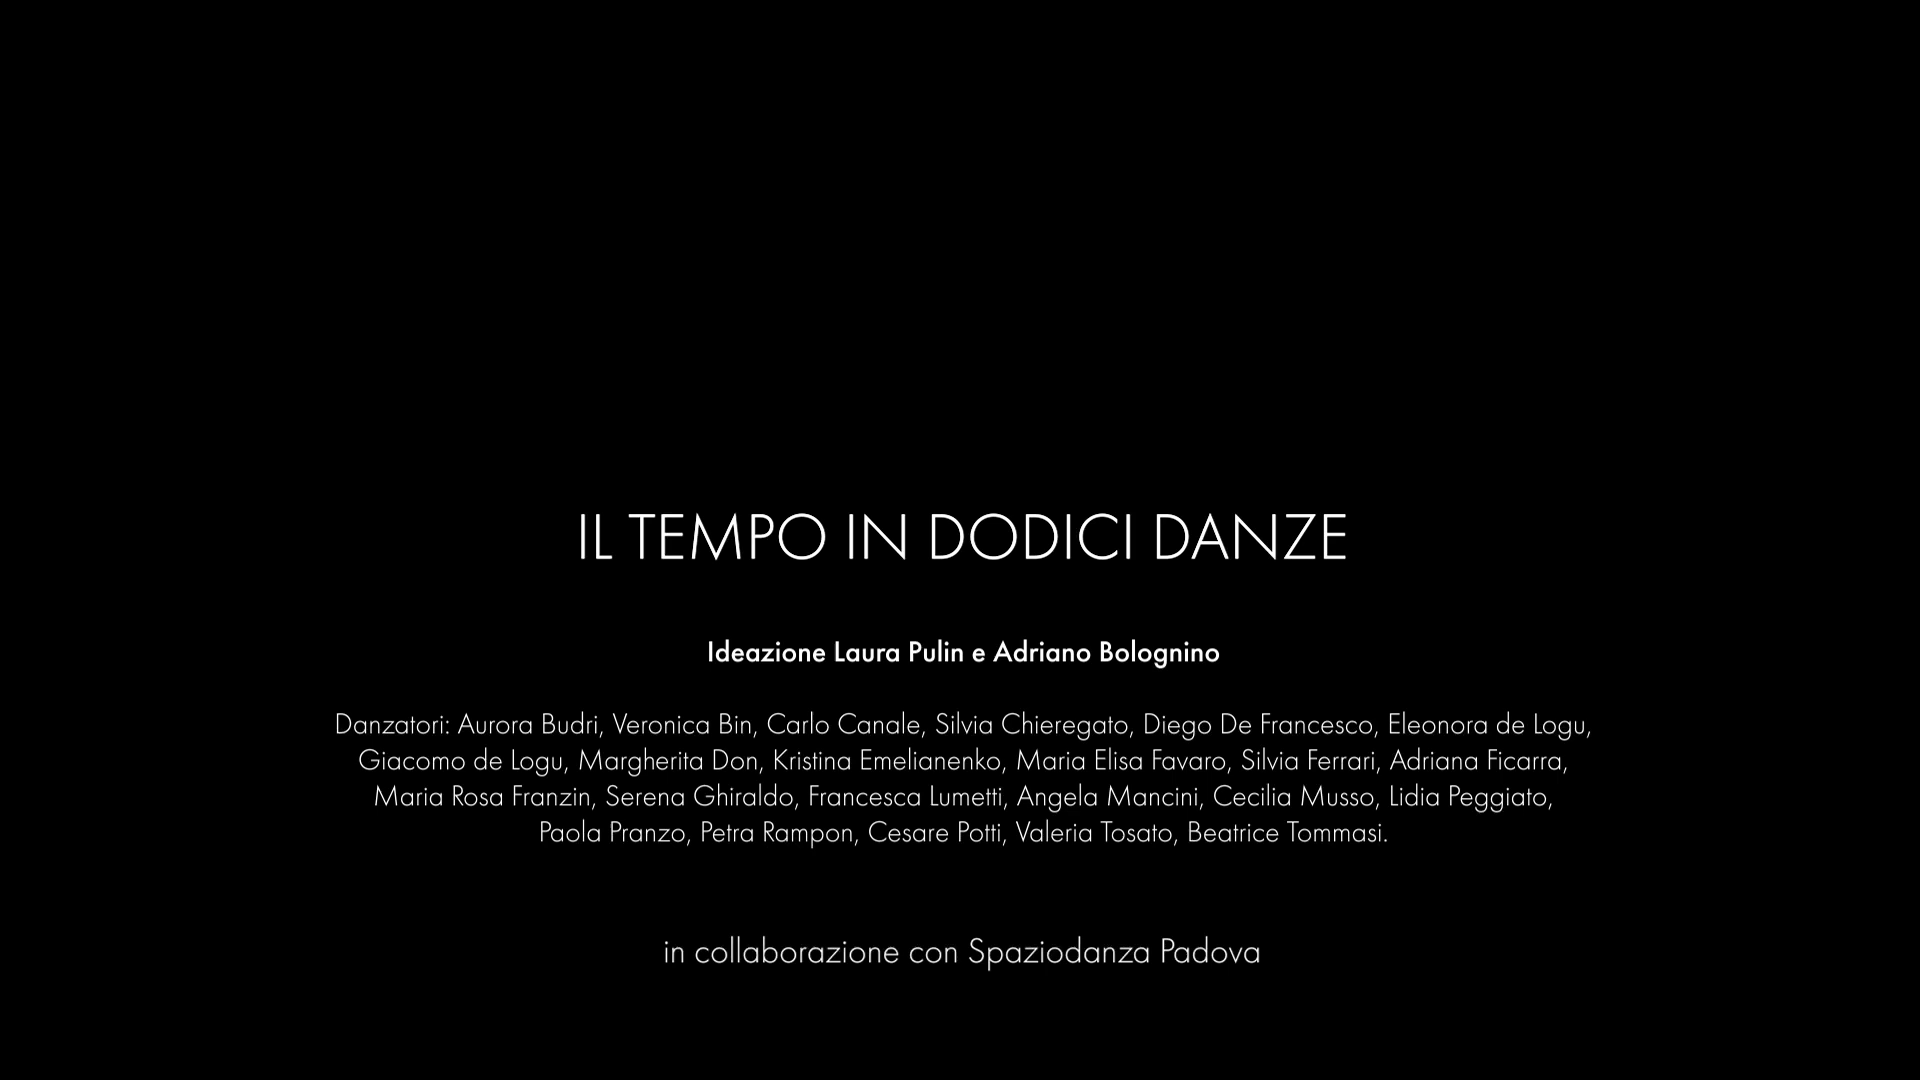 IL TEMPO IN DODICI DANZE
Ideazione Laura Pulin e Adriano Bolognino
Danzatori: Aurora Budri, Veronica Bin, Carlo Canale, Silvia Chieregato, Diego De Francesco, Eleonora de Logu,
Giacomo de Logu, Margherita Don, Kristina Emelianenko, Maria Elisa Favaro, Silvia Ferrari, Adriana Ficarra,
Maria Rosa Franzin, Serena Ghiraldo, Francesca Lumetti, Angela Mancini, Cecilia Musso, Lidia Peggiato,
Paola Pranzo, Petra Rampon, Cesare Potti, Valeria Tosato, Beatrice Tommasi.
in collaborazione con Spaziodanza Padova